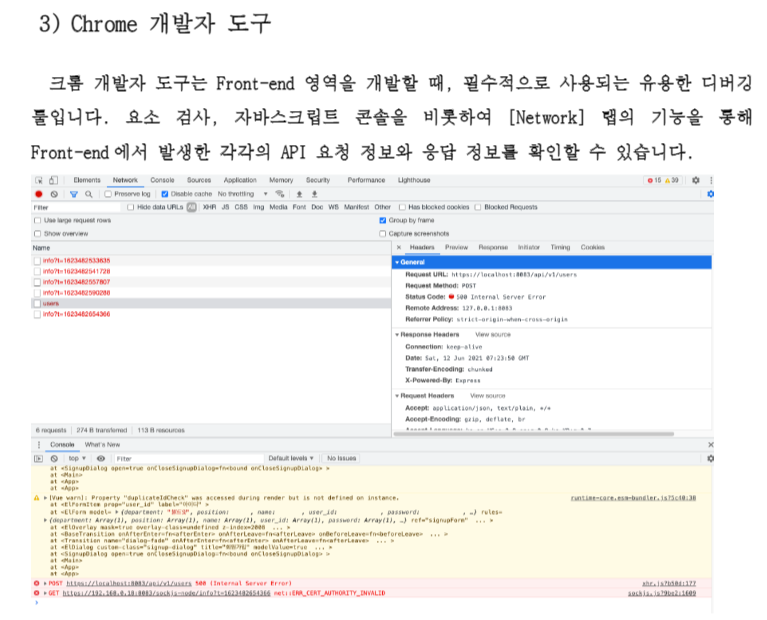 3) Chrome 개발자 도구
크롬 개발자 도구는 Front-end 영역을 개발할 때, 필수적으로 사용되는 유용한 디버깅
툴입니다. 요소 검사, 자바스크립트 콘솔을 비롯하여 [Network] 탭의 기능을 통해
Front-end에서 발생한 각각의 API 요청 정보와 응답 정보를 확인할 수 있습니다.
Elements Network Console Sources Application Memory Security Performance Lighthouse 15 30
Preserve log Disable cache No throttling
Filter Hide data URLs All XHR JS CSS Img Media Font Doc WS Manifest Other Has blocked cookies Blocked Requests
Use large request rows Group by frame
Show overview Capture screenshots
Name × Headers Preview Response Initiator Timing Cookies
info?t=1623482533635
info?t=1623482541728
info?t=1623482557807
info?t=1623482590288
users
info?t=1623482654366
General
Request URL: https://localhost:8083/api/v1/users
Request Method: POST
Status Code: 500 Internal Server Error
Remote Address: 127.0.0.1:8083
Referrer Policy: strict-origin-when-cross-origin
Response Headers View source
Connection: keep-alive
Date: Sat, 12 Jun 2021 07:23:50 GMT
Transfer-Encoding: chunked
X-Powered-By: Express
Request Headers View source
Accept: application/json, text/plain, */*
Accept-Encoding: gzip, deflate, br
6 requests 274 B transferred 113 B resources
Console What's New ×
top Filter Default levels No Issues
at <SignupDialog open=true onCloseSignupDialog=fn<bound onCloseSignupDialog> >
at <Main>
at <App>
at <App>
[Vue warn]: Property "duplicateIdCheck" was accessed during render but is not defined on instance. runtime-core.esm-bundler.js?5c40:38
at <ElFormItem prop="user_id" label="아이디" >
at <ElForm model= {department: , position: , name: , user_id: , password: , …} rules=
{department: Array(1), position: Array(1), name: Array(1), user_id: Array(1), password: Array(1), …} ref="signupForm" ... >
at <ElOverlay mask=true overlay-class=undefined z-index=2008 ... >
at <BaseTransition onAfterEnter=fn<afterEnter> onAfterLeave=fn<afterLeave> onBeforeLeave=fn<beforeLeave> ... >
at <Transition name="dialog-fade" onAfterEnter=fn<afterEnter> onAfterLeave=fn<afterLeave> ... >
at <ElDialog custom-class="signup-dialog" title="회원가입" modelValue=true ... >
at <SignupDialog open=true onCloseSignupDialog=fn<bound onCloseSignupDialog> >
at <Main>
at <App>
at <App>
POST https://localhost:8083/api/v1/users 500 (Internal Server Error) xhr.js?b50d:177
GET https://192.168.0.18:8083/sockjs-node/info?t=1623482654366 net::ERR_CERT_AUTHORITY_INVALID sockjs.js?9be2:1609